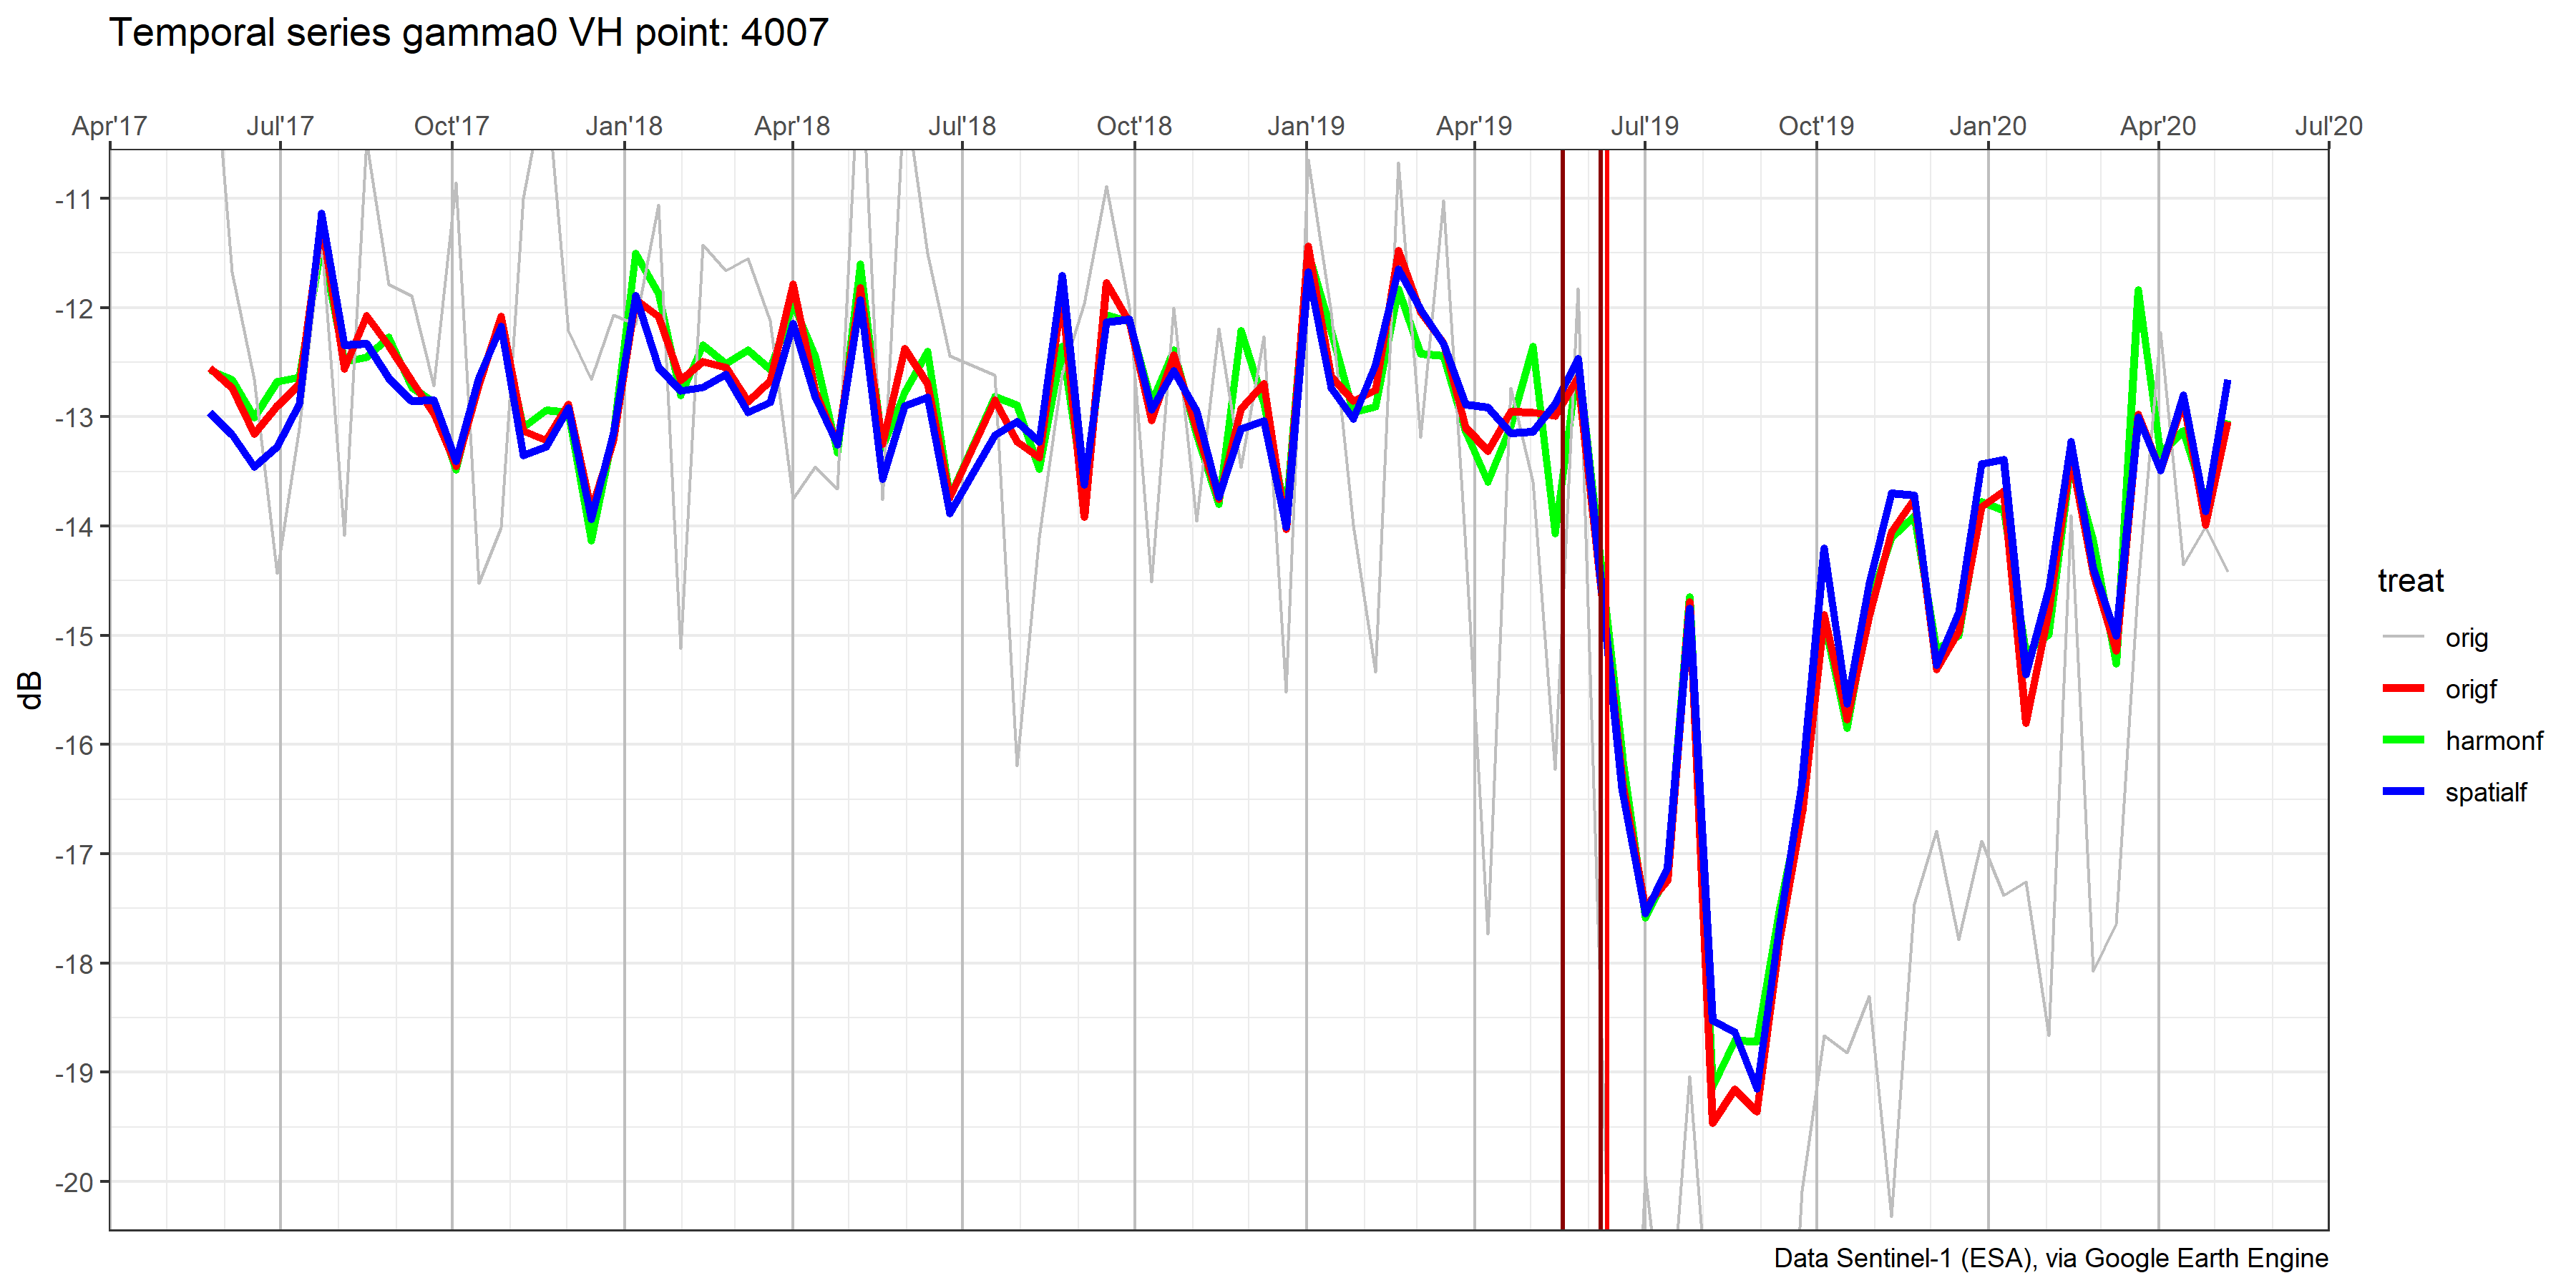 Temporal series gamma0 VH point: 4007
Apr'17 Jul'17 Oct'17 Jan'18 Apr'18 Jul'18 Oct'18 Jan'19 Apr'19 Jul'19 Oct'19 Jan'20 Apr'20 Jul'20
-11
-12
-13
-14
-15
-16
-17
-18
-19
-20
dB
treat
orig
origf
harmonf
spatialf
Data Sentinel-1 (ESA), via Google Earth Engine